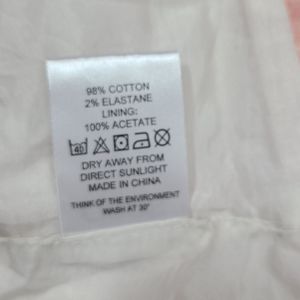 98% COTTON
2% ELASTANE
LINING:
100% ACETATE
40
DRY AWAY FROM
DIRECT SUNLIGHT
MADE IN CHINA
THINK OF THE ENVIRONMENT
WASH AT 30°